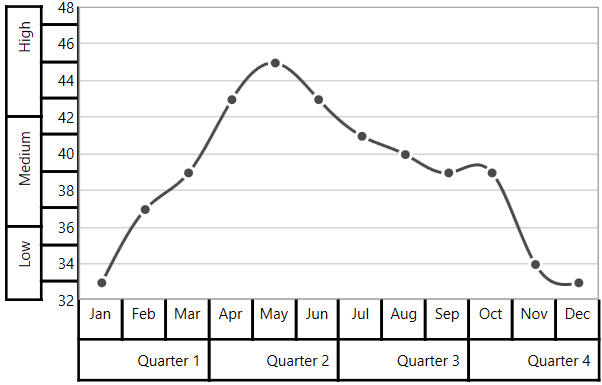 High
Medium
Low
48
46
44
42
40
38
36
34
32
Jan Feb Mar Apr May Jun Jul Aug Sep Oct Nov Dec
Quarter 1 Quarter 2 Quarter 3 Quarter 4